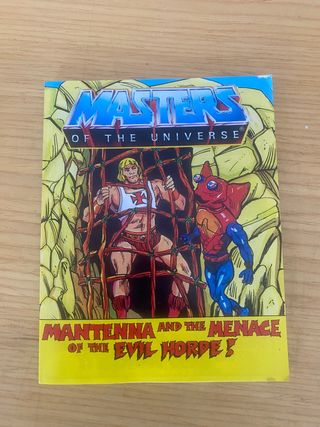 MASTERS
OF THE UNIVERSE
MANTENNA AND THE MENACE
OF THE EVIL HORDE!